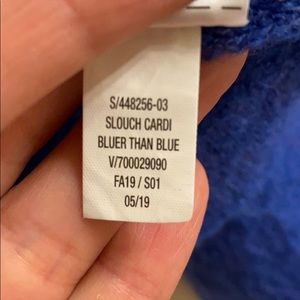 S/448256-03
SLOUCH CARDI
BLUER THAN BLUE
V/700029090
FA19 / S01
05/19